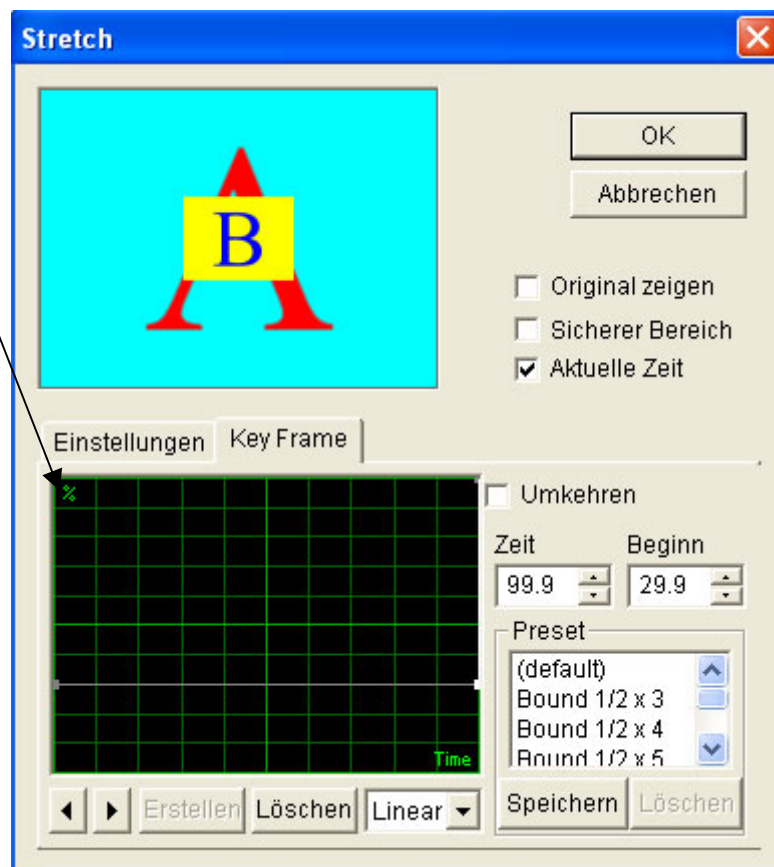 Stretch
A
B
OK
Abbrechen
Original zeigen
Sicherer Bereich
Aktuelle Zeit
Einstellungen Key Frame
%
Time
Umkehren
Zeit Beginn
99.9 29.9
Preset
(default)
Bound 1/2 x 3
Bound 1/2 x 4
Bound 1/2 x 5
Erstellen Löschen Linear
Speichern Löschen